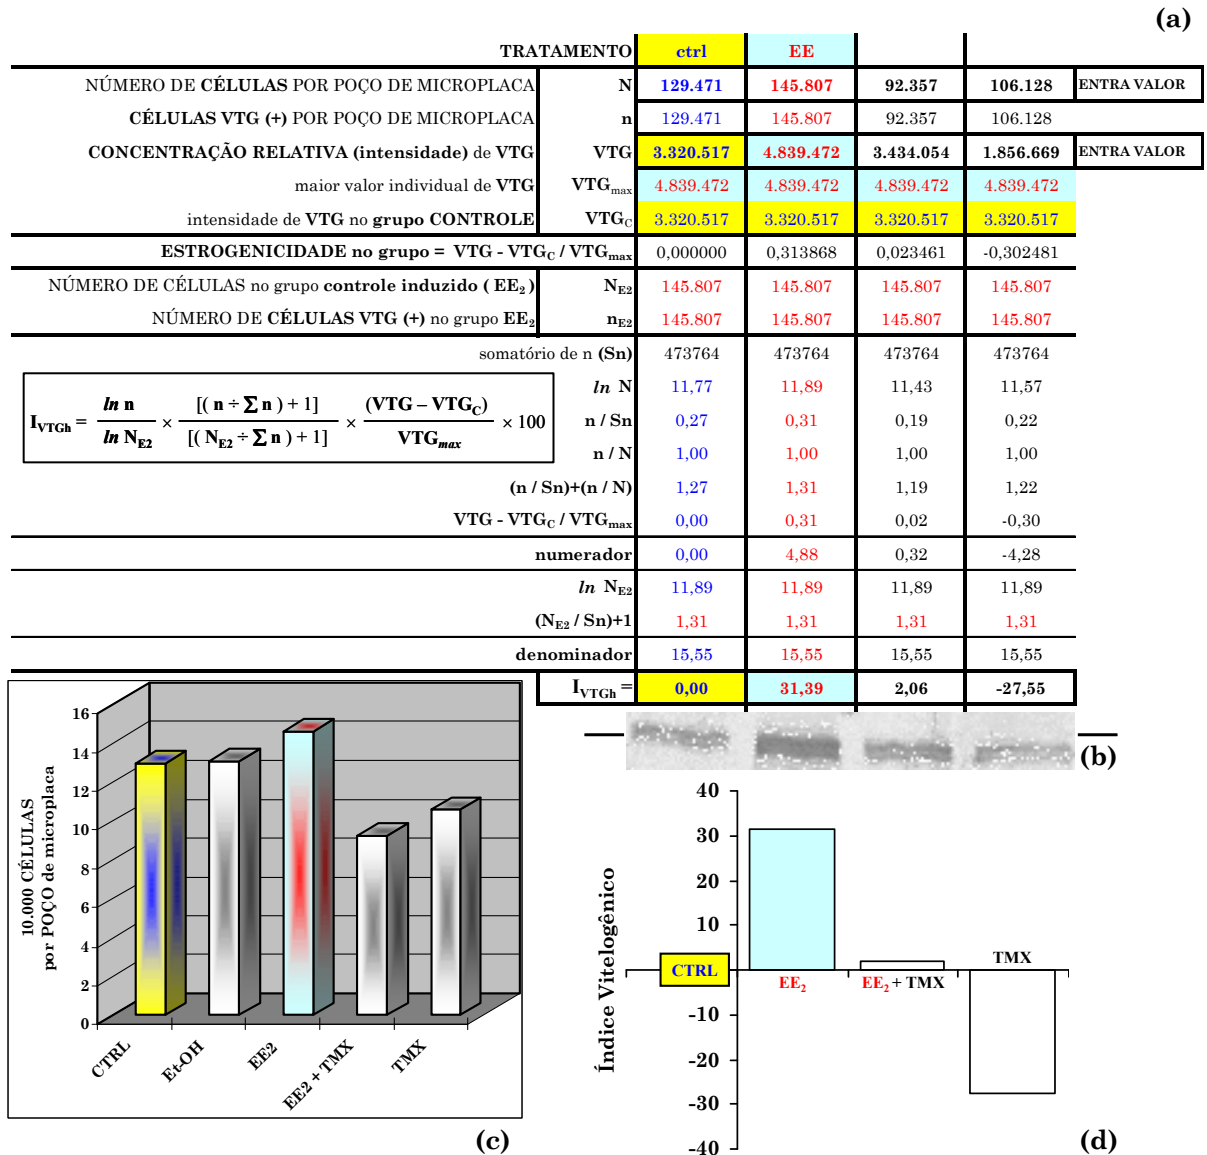 (a)
TRATAMENTO ctrl EE
NÚMERO DE CÉLULAS POR POÇO DE MICROPLACA N 129.471 145.807 92.357 106.128 ENTRA VALOR
CÉLULAS VTG (+) POR POÇO DE MICROPLACA n 129.471 145.807 92.357 106.128
CONCENTRAÇÃO RELATIVA (intensidade) de VTG VTG 3.320.517 4.839.472 3.434.054 1.856.669 ENTRA VALOR
maior valor individual de VTG VTGmax 4.839.472 4.839.472 4.839.472 4.839.472
intensidade de VTG no grupo CONTROLE VTGC 3.320.517 3.320.517 3.320.517 3.320.517
ESTROGENICIDADE no grupo = VTG - VTGC / VTGmax 0,000000 0,313868 0,023461 -0,302481
NÚMERO DE CÉLULAS no grupo controle induzido ( EE2 ) NE2 145.807 145.807 145.807 145.807
NÚMERO DE CÉLULAS VTG (+) no grupo EE2 nE2 145.807 145.807 145.807 145.807
somatório de n (Sn) 473764 473764 473764 473764
ln N 11,77 11,89 11,43 11,57
n / Sn 0,27 0,31 0,19 0,22
n / N 1,00 1,00 1,00 1,00
(n / Sn)+(n / N) 1,27 1,31 1,19 1,22
VTG - VTGC / VTGmax 0,00 0,31 0,02 -0,30
numerador 0,00 4,88 0,32 -4,28
ln NE2 11,89 11,89 11,89 11,89
(NE2 / Sn)+1 1,31 1,31 1,31 1,31
denominador 15,55 15,55 15,55 15,55
IVTGh = 0,00 31,39 2,06 -27,55
ln n [( n ÷ Σ n ) + 1] (VTG – VTGC)
IVTGh = × × × 100
ln NE2 [( NE2 ÷ Σ n ) + 1] VTGmax
(b)
16
14
12
10
8
6
4
2
0
10.000 CÉLULAS
por POÇO de microplaca
CTRL
Et-OH
EE2
EE2 + TMX
TMX
(c)
40
30
20
10
0
-10
-20
-30
-40
Índice Vitelogênico
CTRL
EE2
EE2 + TMX
TMX
(d)